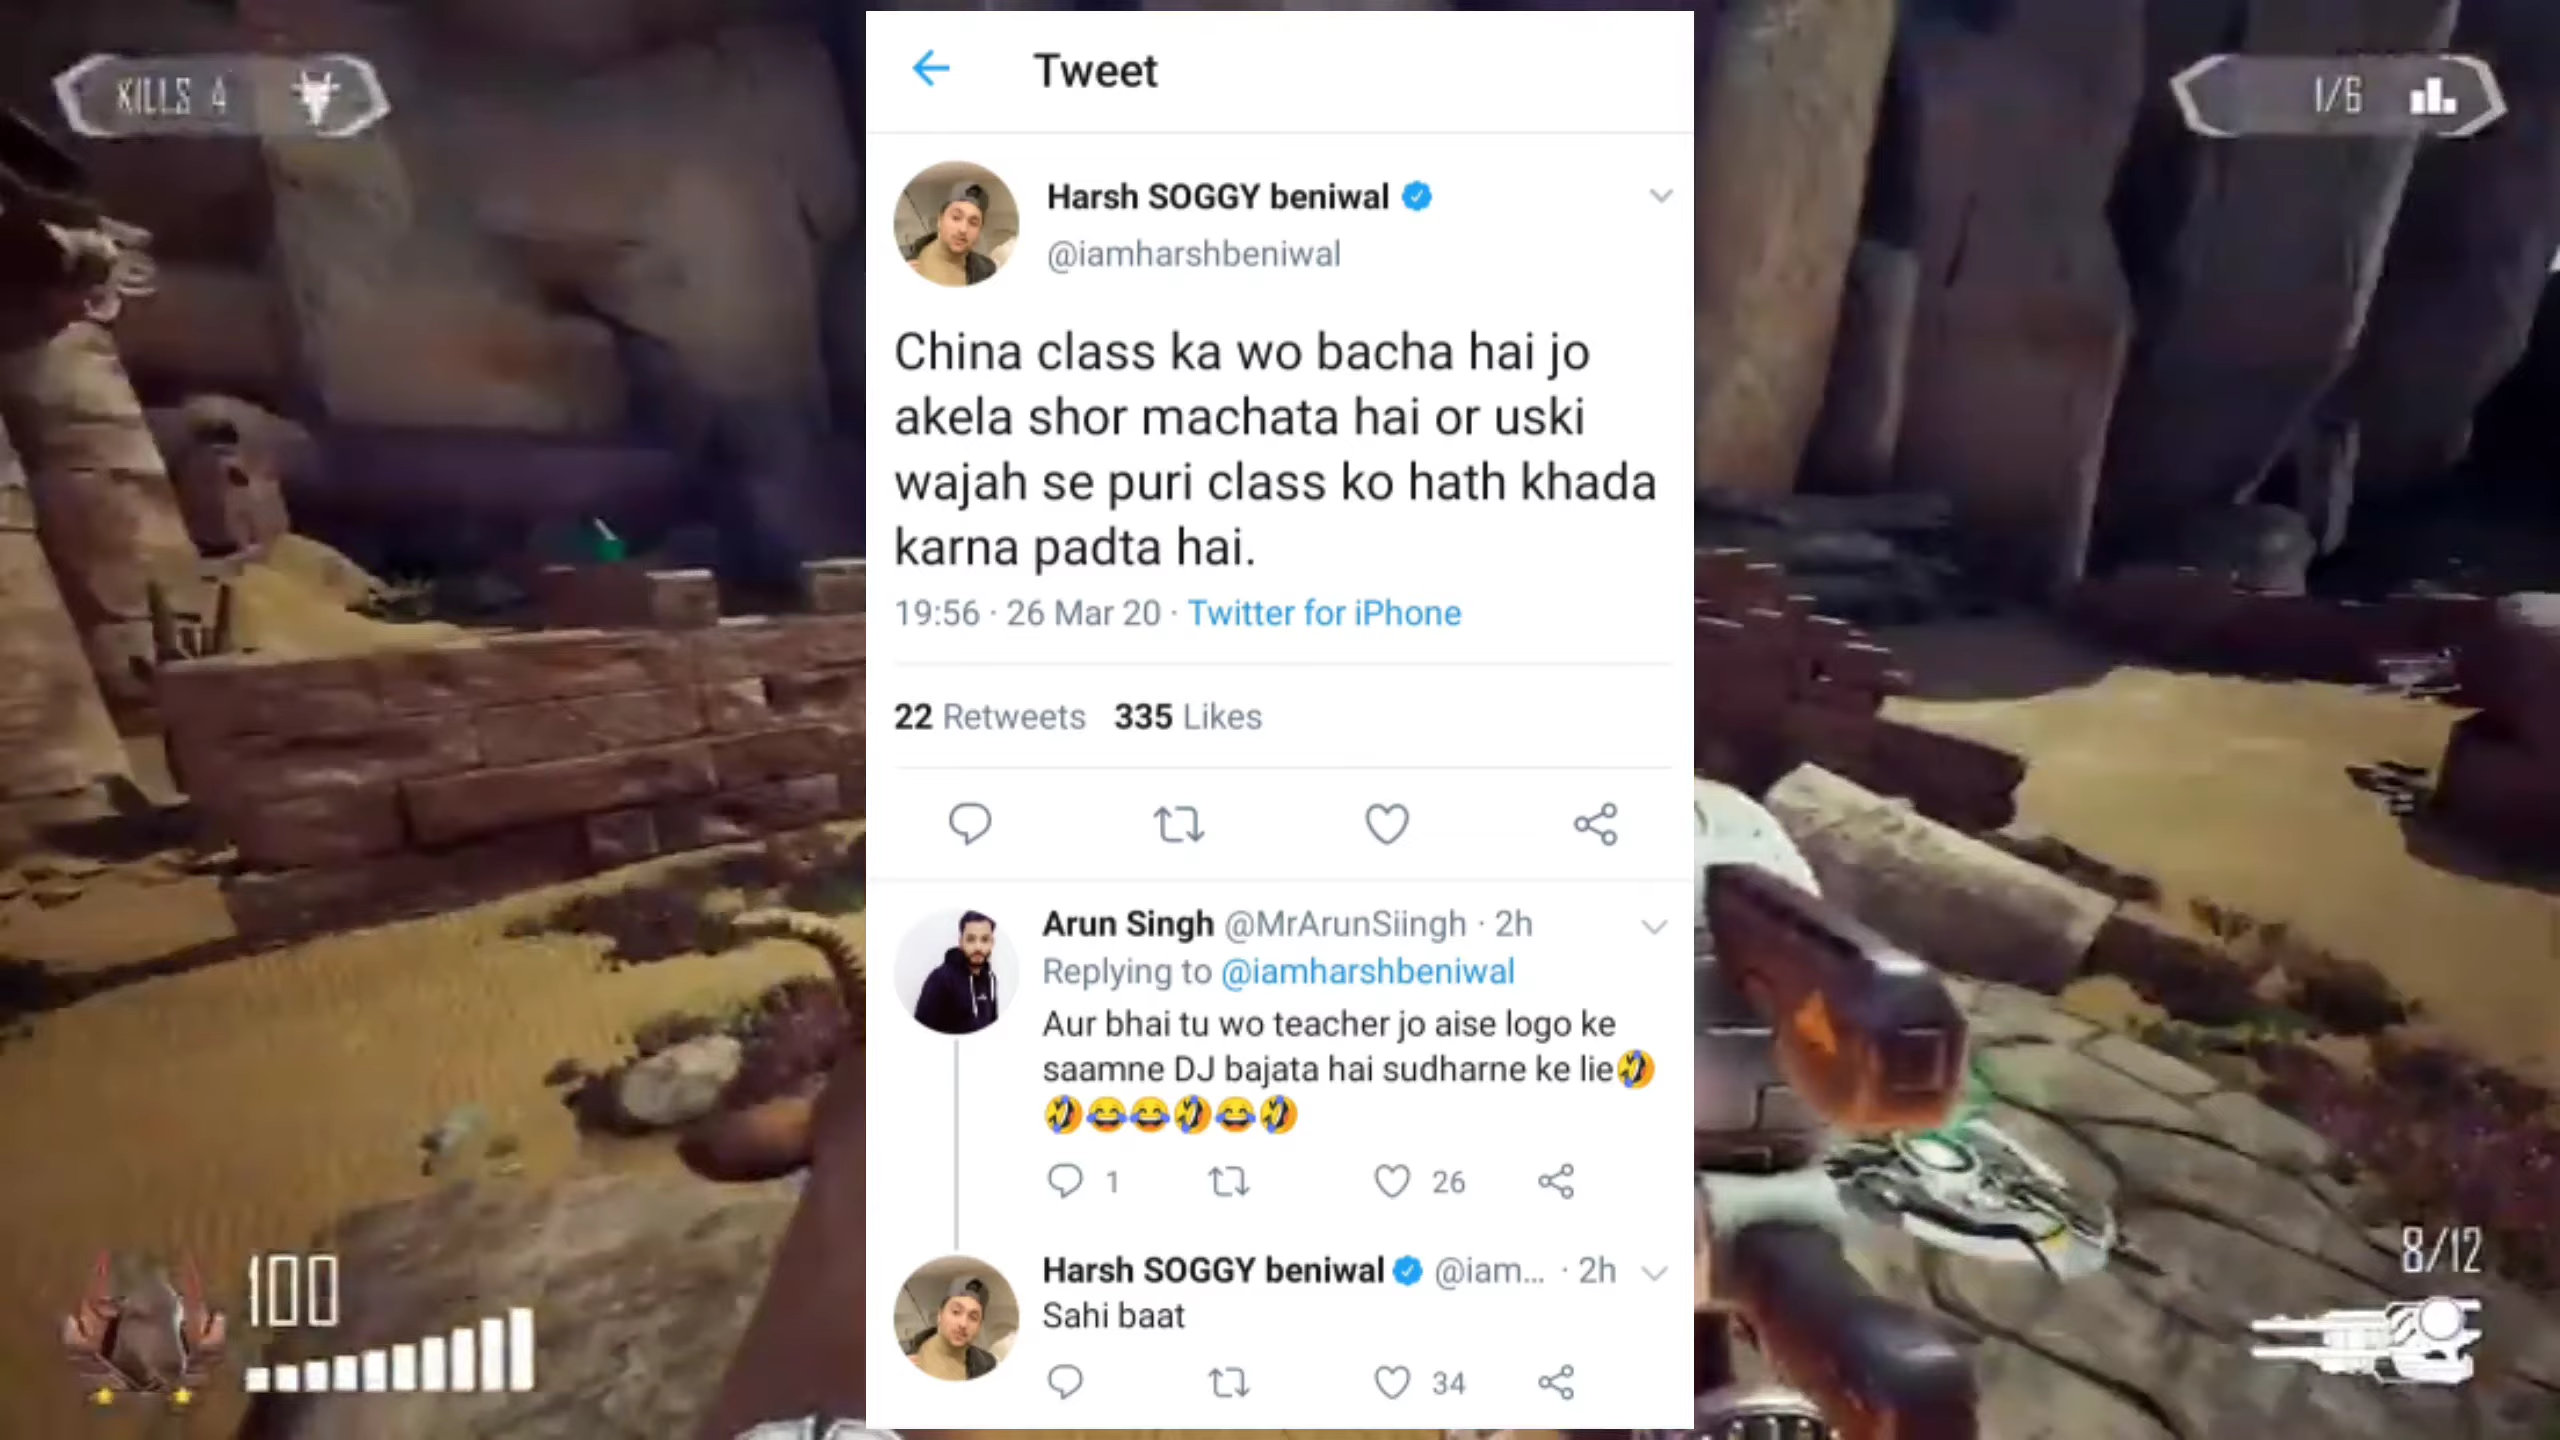 KILLS 4
1/6
Tweet
Harsh SOGGY beniwal
@iamharshbeniwal
China class ka wo bacha hai jo
akela shor machata hai or uski
wajah se puri class ko hath khada
karna padta hai.
19:56 · 26 Mar 20 · Twitter for iPhone
22 Retweets 335 Likes
Arun Singh @MrArunSiingh · 2h
Replying to @iamharshbeniwal
Aur bhai tu wo teacher jo aise logo ke
saamne DJ bajata hai sudharne ke lie🤣
🤣😂😂🤣😂🤣
1 26
Harsh SOGGY beniwal @iam... · 2h
Sahi baat
34
100
8/12